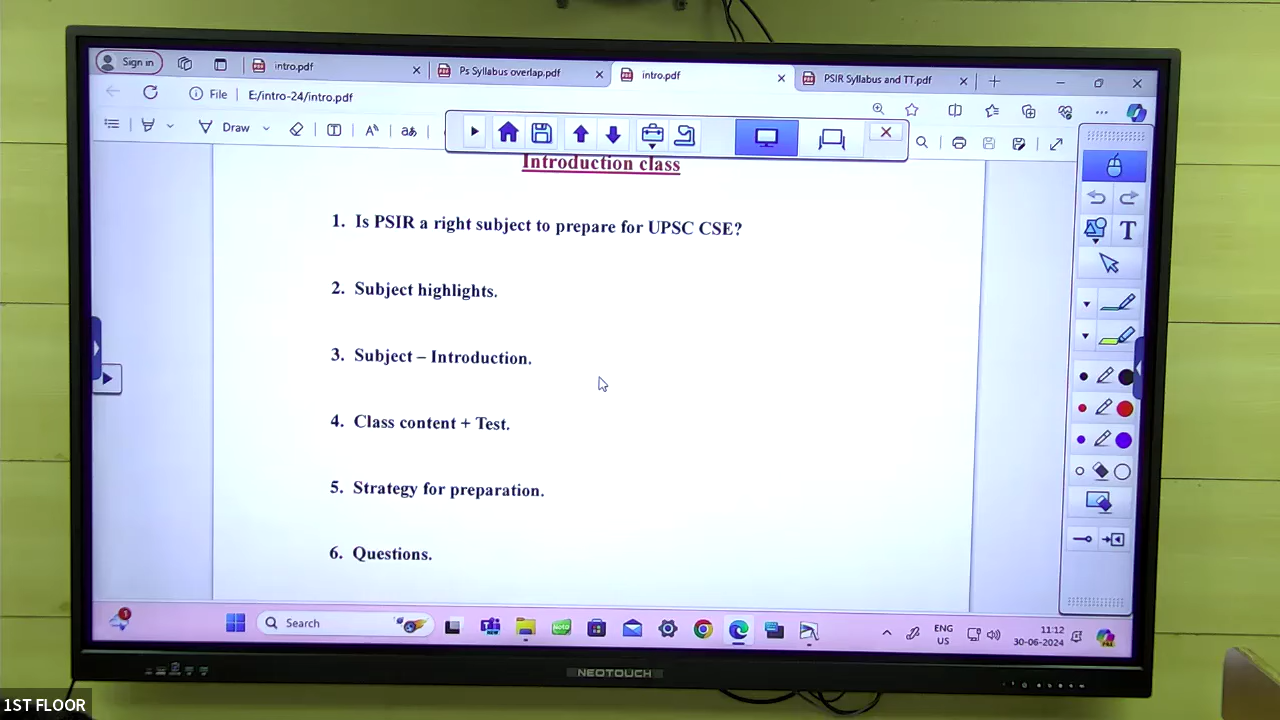 Sign in
intro.pdf
Ps Syllabus overlap.pdf
intro.pdf
PSIR Syllabus and TT.pdf
File
E:/intro-24/intro.pdf
Draw
aあ
T
Introduction class
1. Is PSIR a right subject to prepare for UPSC CSE?
2. Subject highlights.
3. Subject – Introduction.
4. Class content + Test.
5. Strategy for preparation.
6. Questions.
Search
ENG
US
11:12
30-06-2024
NEOTOUCH
1ST FLOOR